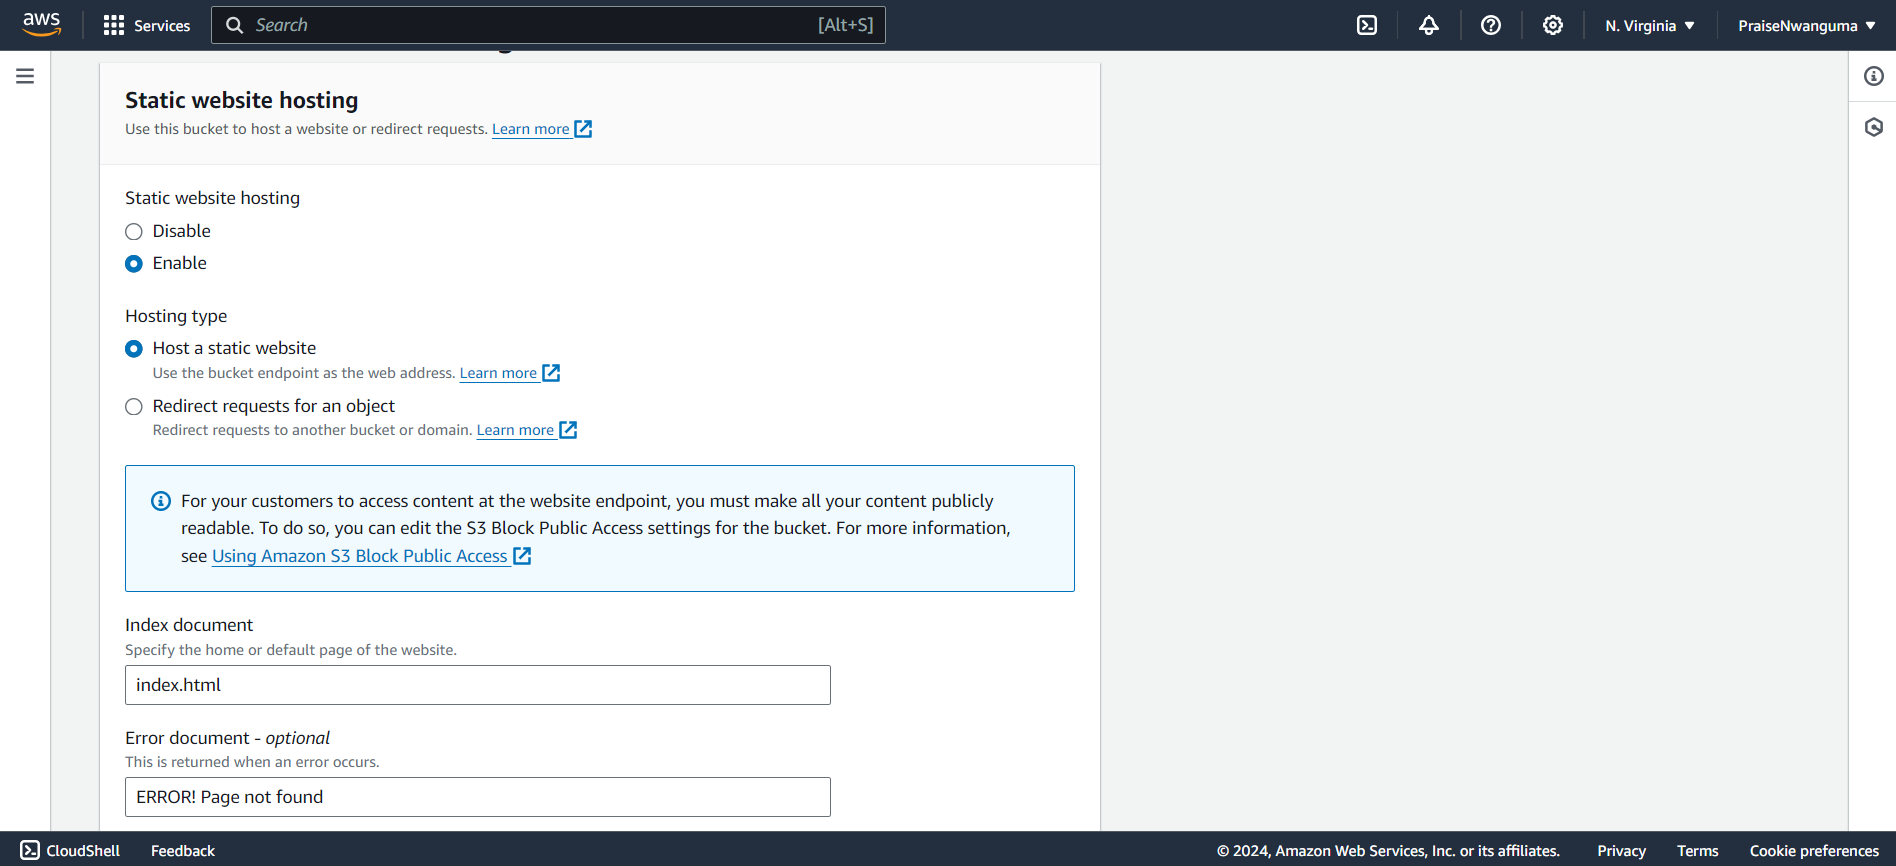 aws
Services
Search
[Alt+S]
N. Virginia
PraiseNwanguma
Static website hosting
Use this bucket to host a website or redirect requests. Learn more
Static website hosting
Disable
Enable
Hosting type
Host a static website
Use the bucket endpoint as the web address. Learn more
Redirect requests for an object
Redirect requests to another bucket or domain. Learn more
For your customers to access content at the website endpoint, you must make all your content publicly
readable. To do so, you can edit the S3 Block Public Access settings for the bucket. For more information,
see Using Amazon S3 Block Public Access
Index document
Specify the home or default page of the website.
index.html
Error document - optional
This is returned when an error occurs.
ERROR! Page not found
CloudShell
Feedback
© 2024, Amazon Web Services, Inc. or its affiliates.
Privacy
Terms
Cookie preferences